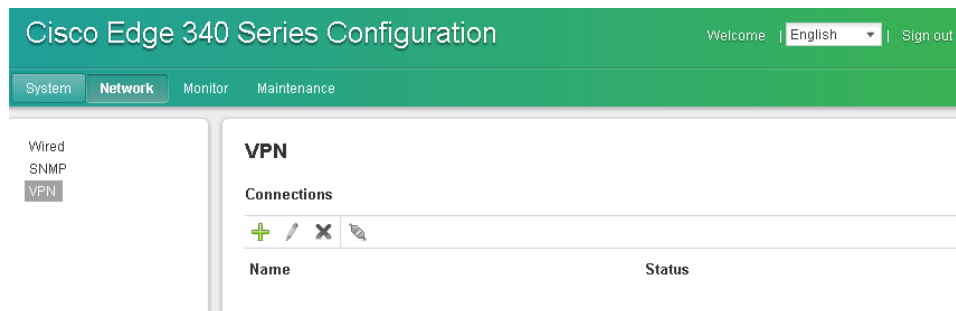 Cisco Edge 340 Series Configuration
Welcome | English | Sign out
System Network Monitor Maintenance
Wired
SNMP
VPN
VPN
Connections
Name Status